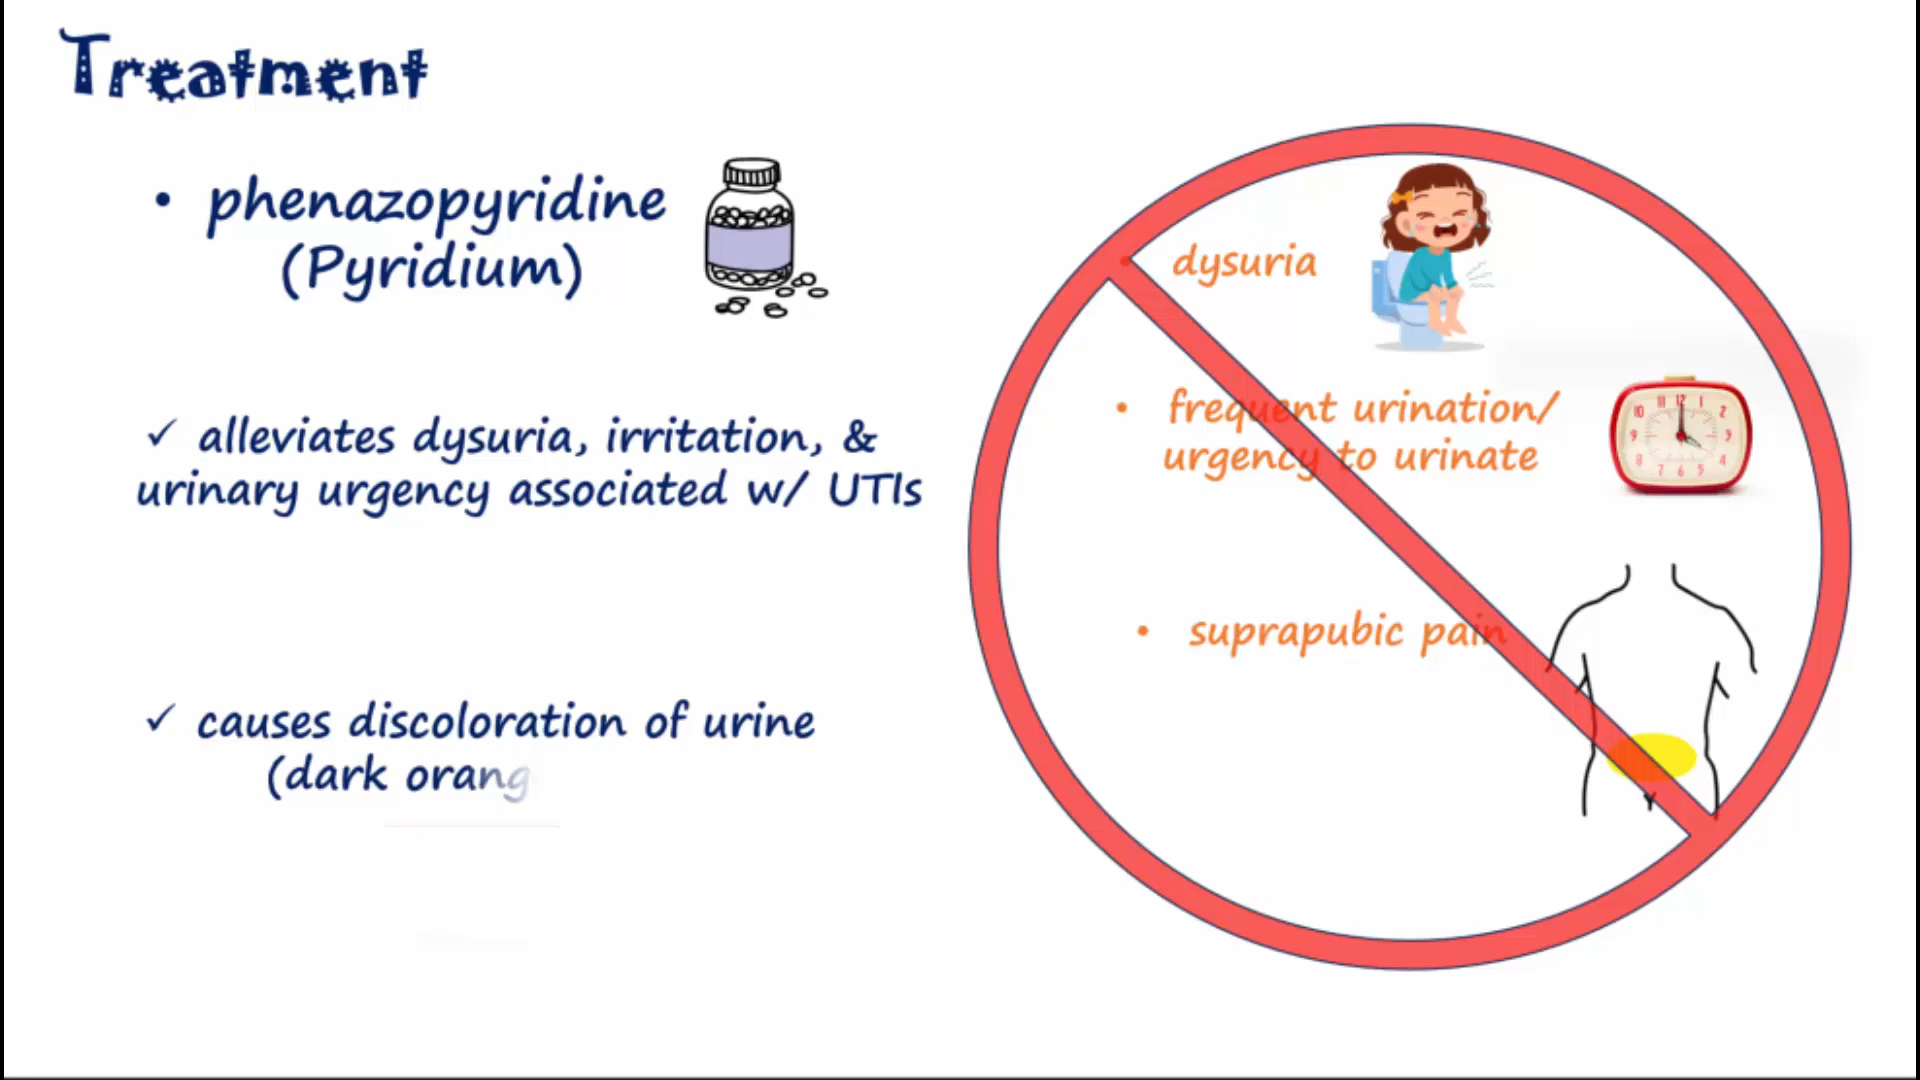 Treatment
• phenazopyridine
(Pyridium)
✓ alleviates dysuria, irritation, &
urinary urgency associated w/ UTIs
✓ causes discoloration of urine
(dark orang
• dysuria
• frequent urination/
urgency to urinate
• suprapubic pain